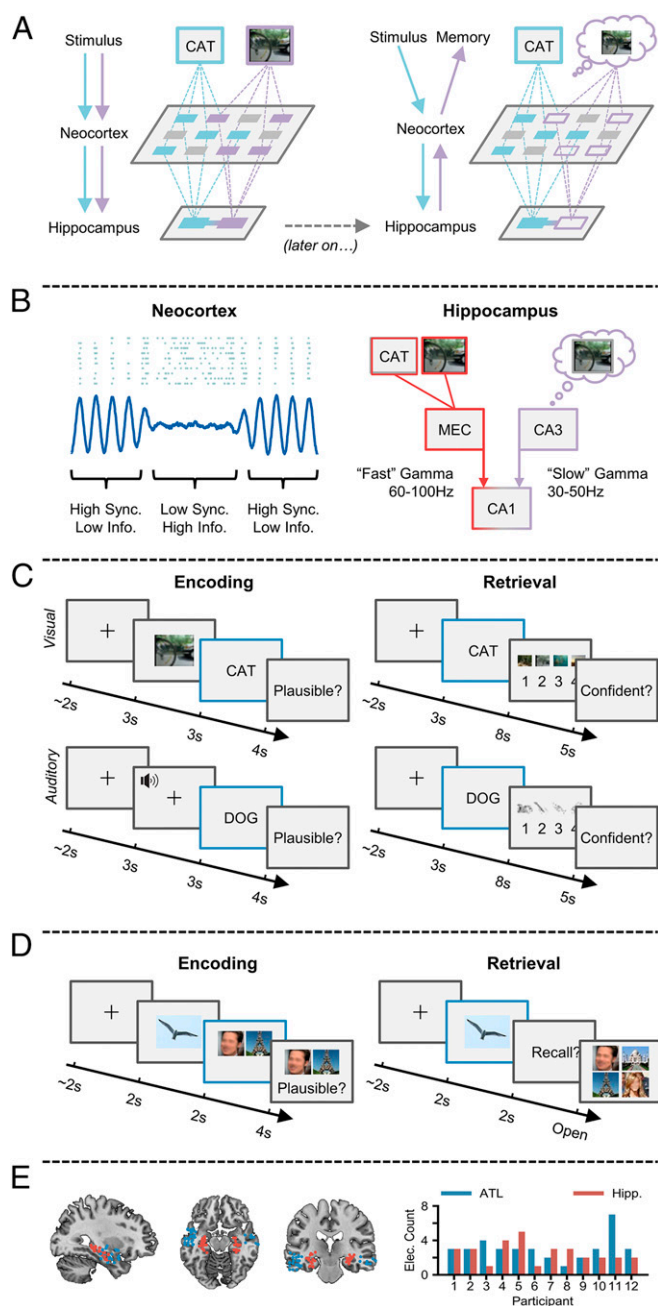 A
Stimulus
CAT
Neocortex
Hippocampus
(later on...)
Stimulus Memory
CAT
Neocortex
Hippocampus
B
Neocortex
High Sync.
Low Info.
Low Sync.
High Info.
High Sync.
Low Info.
Hippocampus
CAT
MEC
CA3
"Fast" Gamma
60-100Hz
"Slow" Gamma
30-50Hz
CA1
C
Encoding
Visual
CAT
Plausible?
~2s
3s
3s
4s
Retrieval
CAT
1 2 3 4
Confident?
~2s
3s
8s
5s
Auditory
DOG
Plausible?
~2s
3s
3s
4s
DOG
1 2 3 4
Confident?
~2s
3s
8s
5s
D
Encoding
Plausible?
~2s
2s
2s
4s
Retrieval
Recall?
~2s
2s
2s
Open
E
ATL Hipp.
Elec. Count
8
4
0
1 2 3 4 5 6 7 8 9 10 11 12
Participant